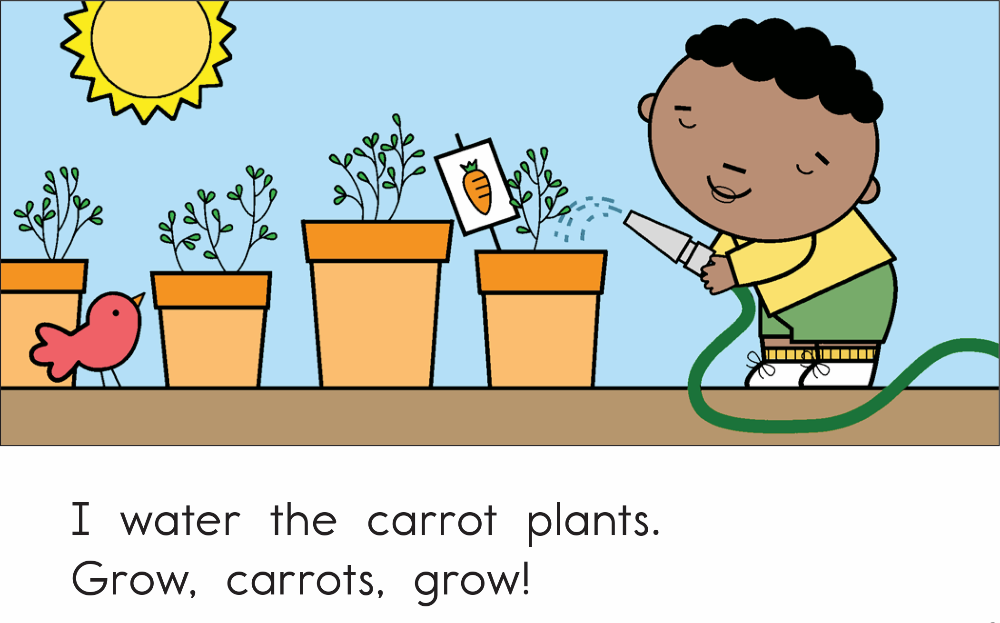 I water the carrot plants.
Grow, carrots, grow!